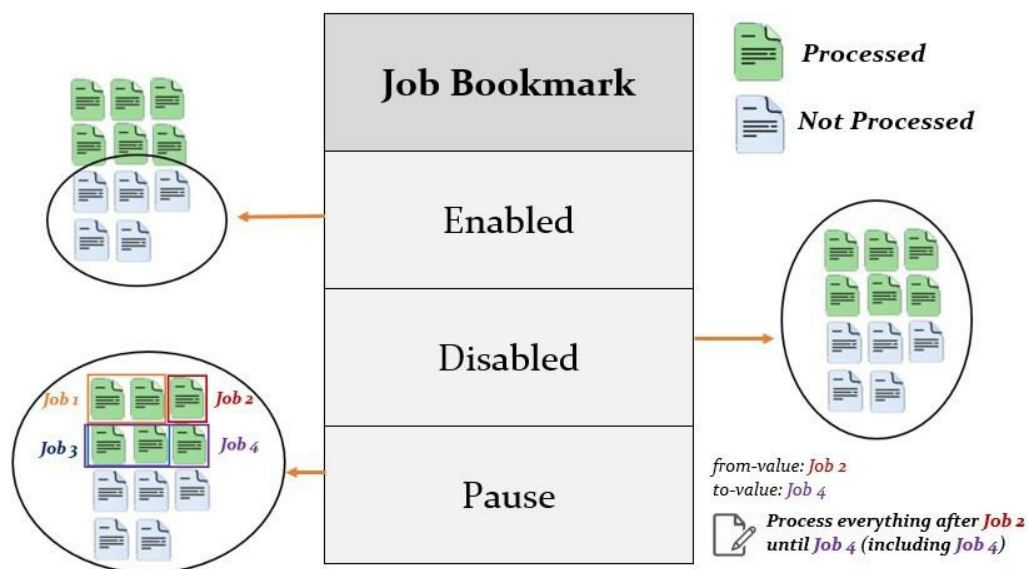 Job Bookmark
Processed
Not Processed
Enabled
Disabled
Job 1
Job 2
Job 3
Job 4
Pause
from-value: Job 2
to-value: Job 4
Process everything after Job 2
until Job 4 (including Job 4)